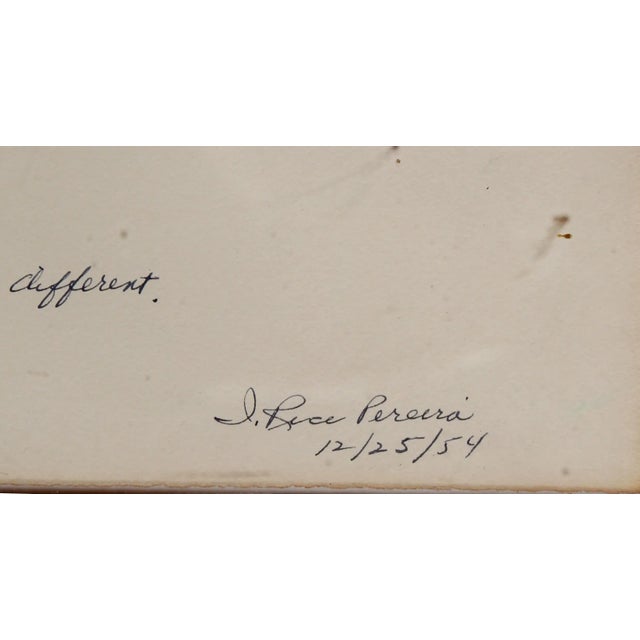 different.
I. Rice Pereira
12/25/54